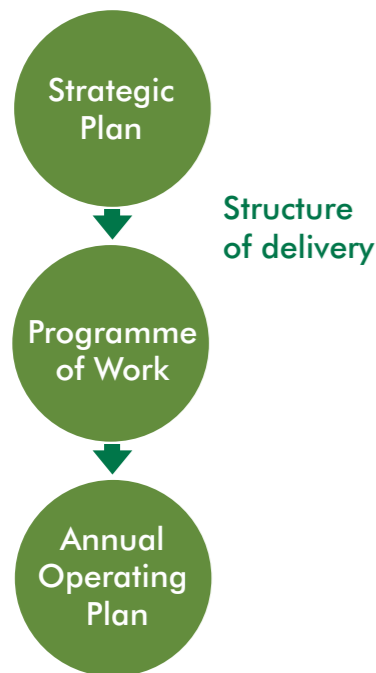 Strategic
Plan
Structure
of delivery
Programme
of Work
Annual
Operating
Plan